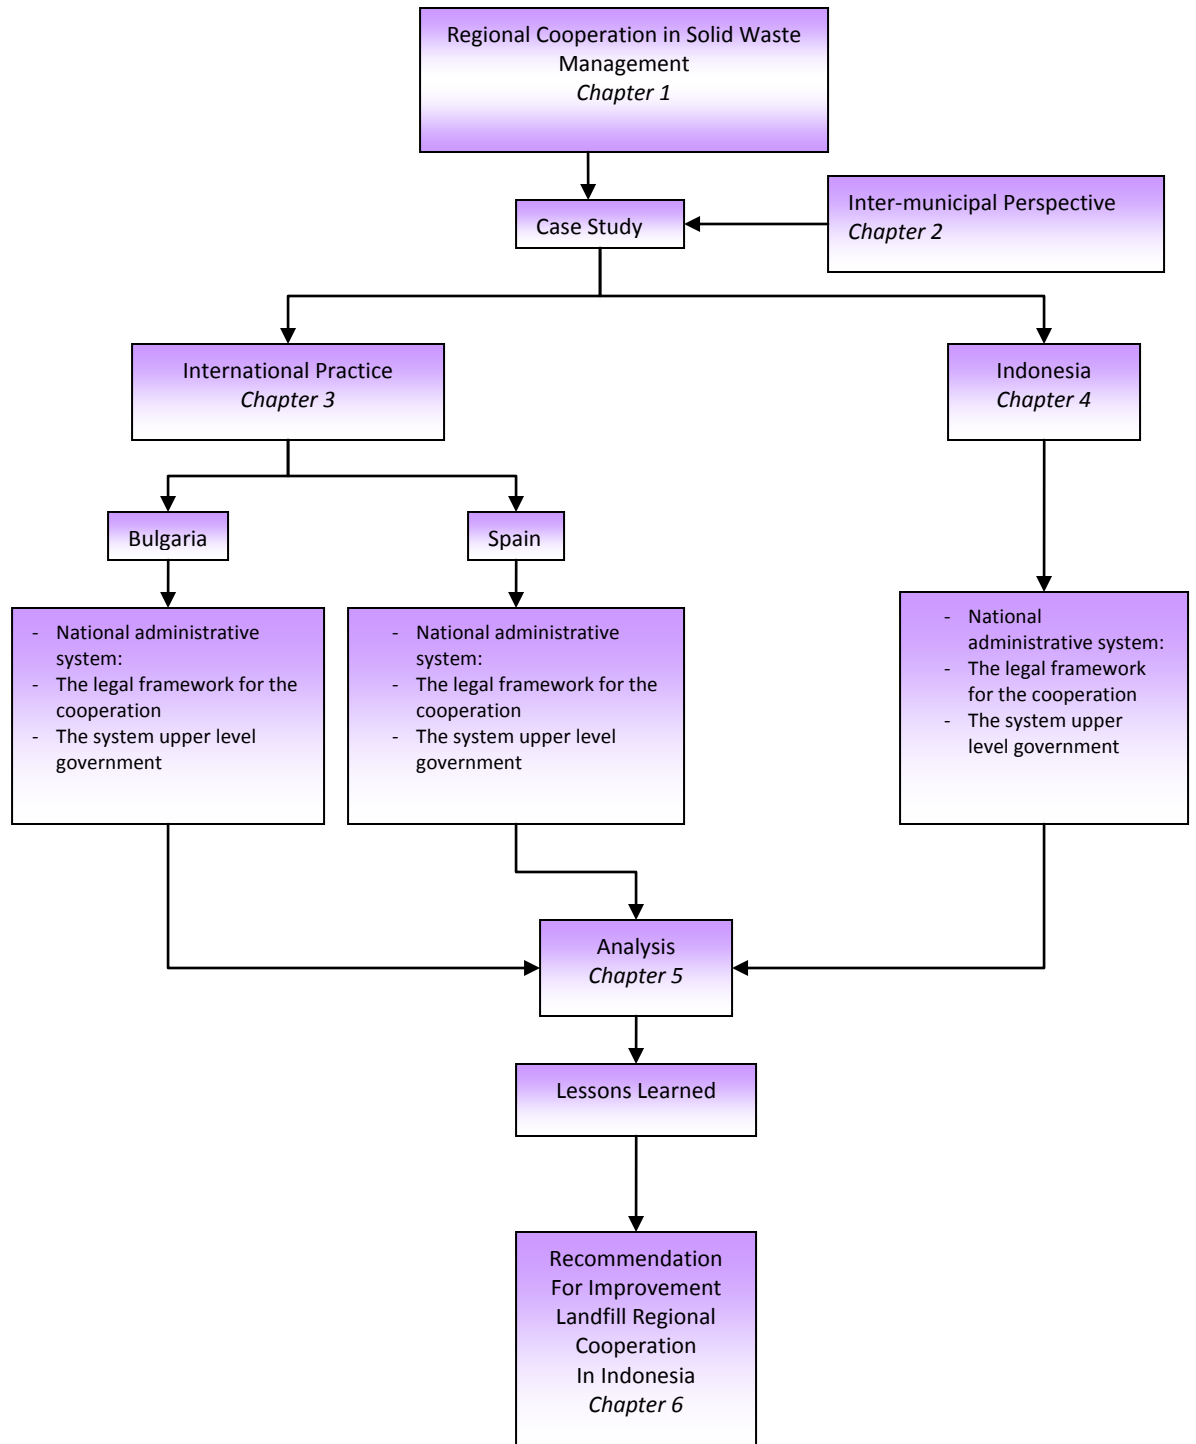 Regional Cooperation in Solid Waste
Management
Chapter 1
Case Study
Inter-municipal Perspective
Chapter 2
International Practice
Chapter 3
Indonesia
Chapter 4
Bulgaria
Spain
- National administrative
system:
- The legal framework for the
cooperation
- The system upper level
government
- National administrative
system:
- The legal framework for the
cooperation
- The system upper level
government
- National
administrative system:
- The legal framework
for the cooperation
- The system upper
level government
Analysis
Chapter 5
Lessons Learned
Recommendation
For Improvement
Landfill Regional
Cooperation
In Indonesia
Chapter 6